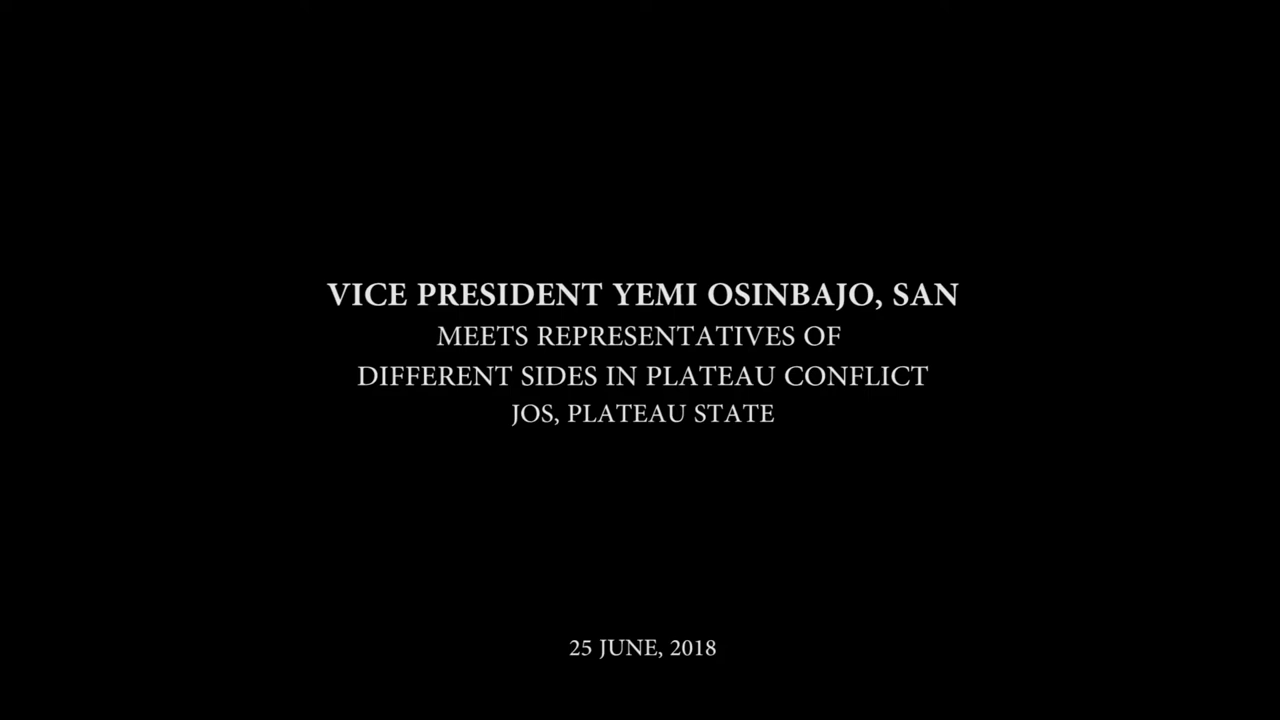 VICE PRESIDENT YEMI OSINBAJO, SAN
MEETS REPRESENTATIVES OF
DIFFERENT SIDES IN PLATEAU CONFLICT
JOS, PLATEAU STATE
25 JUNE, 2018